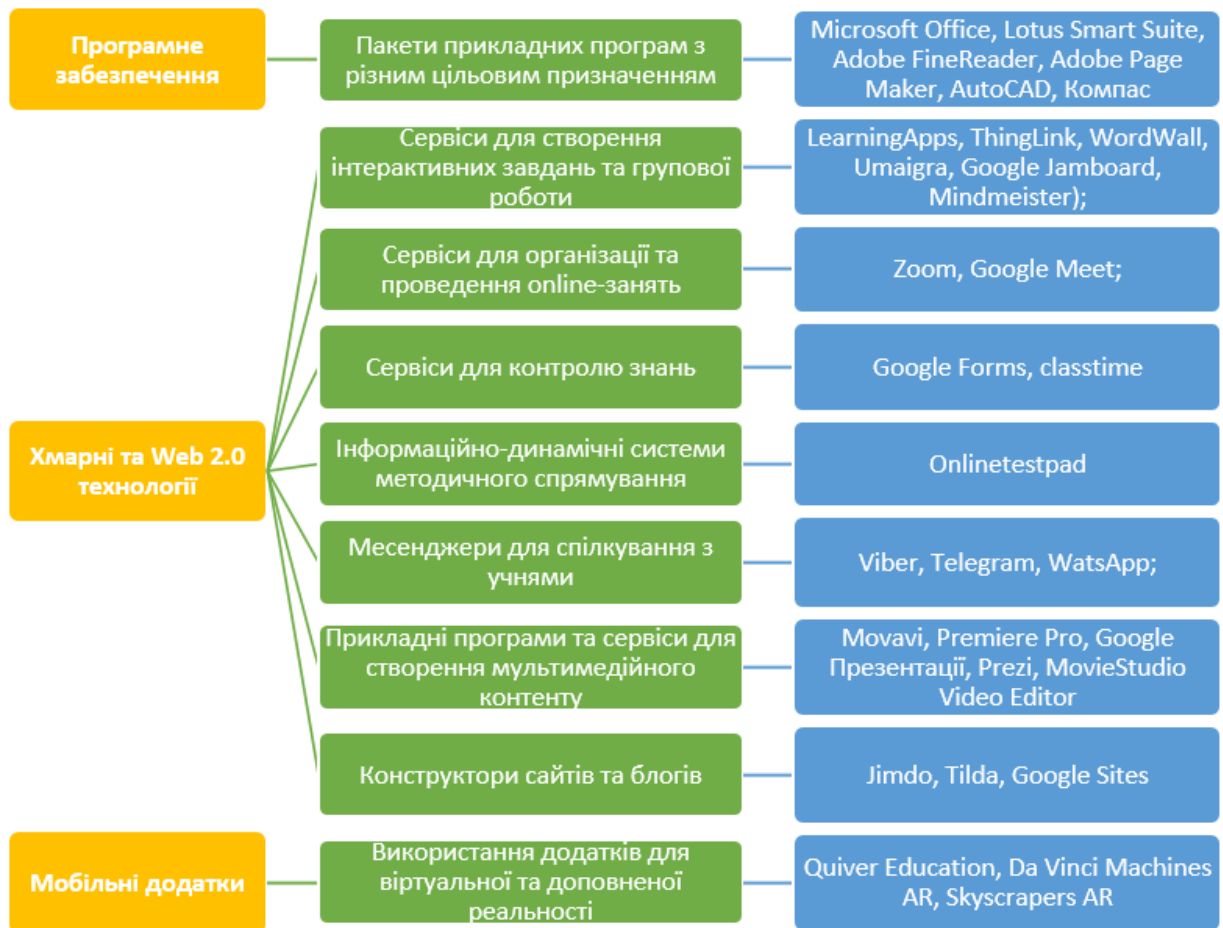 Програмне
забезпечення
Пакети прикладних програм з
різним цільовим призначенням
Microsoft Office, Lotus Smart Suite,
Adobe FineReader, Adobe Page
Maker, AutoCAD, Компас
Хмарні та Web 2.0
технології
Сервіси для створення
інтерактивних завдань та групової
роботи
LearningApps, ThingLink, WordWall,
Umaigra, Google Jamboard,
Mindmeister);
Сервіси для організації та
проведення online-занять
Zoom, Google Meet;
Сервіси для контролю знань
Google Forms, classtime
Інформаційно-динамічні системи
методичного спрямування
Onlinetestpad
Месенджери для спілкування з
учнями
Viber, Telegram, WatsApp;
Прикладні програми та сервіси для
створення мультимедійного
контенту
Movavi, Premiere Pro, Google
Презентації, Prezi, MovieStudio
Video Editor
Конструктори сайтів та блогів
Jimdo, Tilda, Google Sites
Мобільні додатки
Використання додатків для
віртуальної та доповненої
реальності
Quiver Education, Da Vinci Machines
AR, Skyscrapers AR